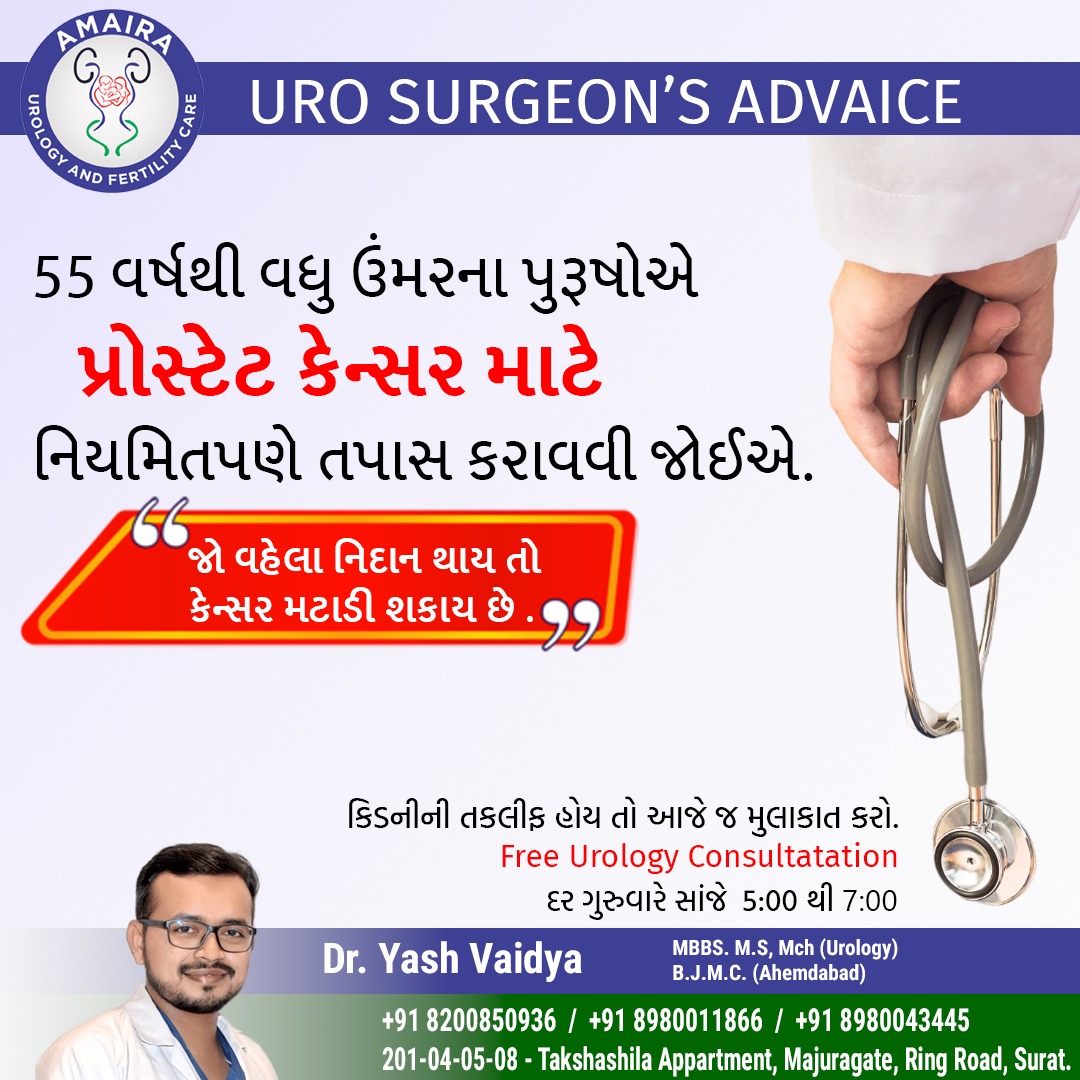 AMAIRA
UROLOGY AND FERTILITY CARE
URO SURGEON'S ADVAICE
55 વર્ષથી વધુ ઉંમરના પુરૂષોએ
પ્રોસ્ટેટ કેન્સર માટે
નિયમિતપણે તપાસ કરાવવી જોઈએ.
“જો વહેલા નિદાન થાય તો
કેન્સર મટાડી શકાય છે .”
કિડનીની તકલીફ હોય તો આજે જ મુલાકાત કરો.
Free Urology Consultatation
દર ગુરુવારે સાંજે 5:00 થી 7:00
Dr. Yash Vaidya
MBBS. M.S, Mch (Urology)
B.J.M.C. (Ahemdabad)
+91 8200850936 / +91 8980011866 / +91 8980043445
201-04-05-08 - Takshashila Appartment, Majuragate, Ring Road, Surat.